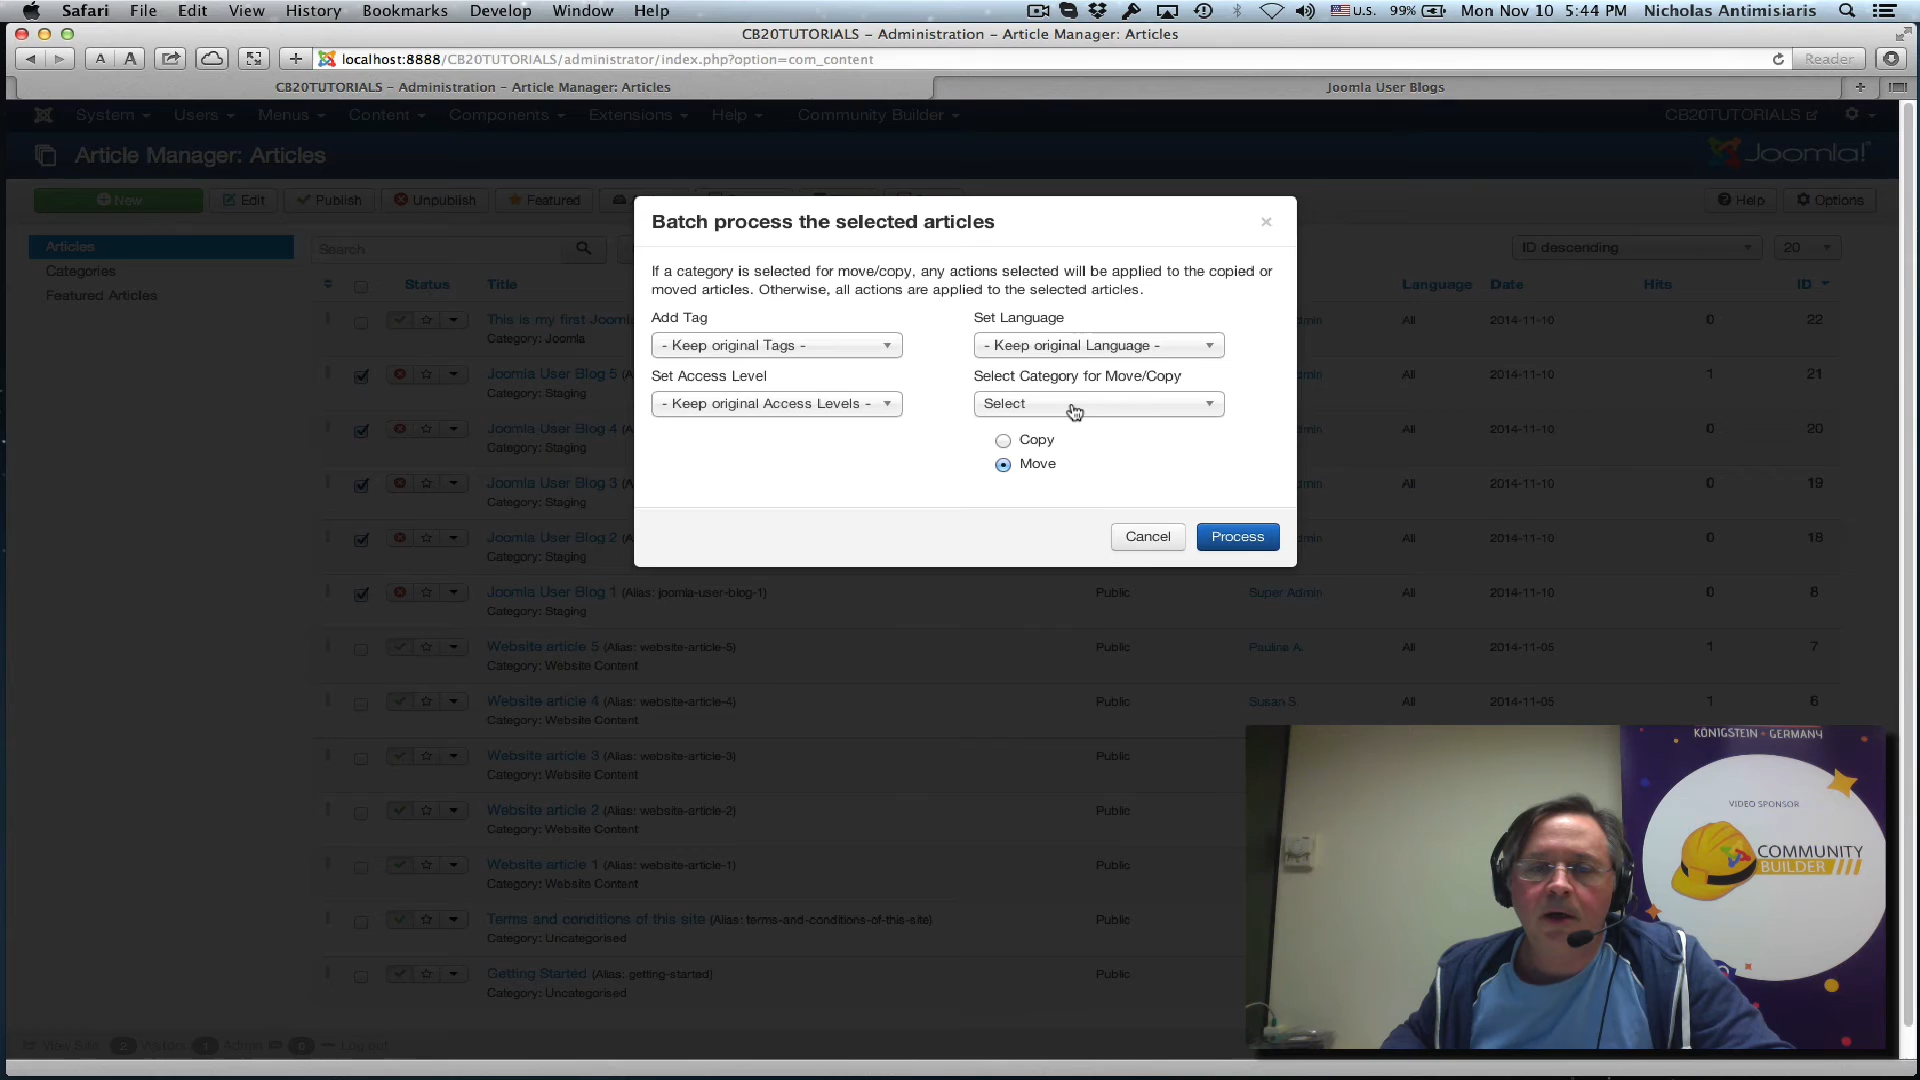 Safari File Edit View History Bookmarks Develop Window Help U.S. 99% Mon Nov 10 5:44 PM Nicholas Antimisiaris
CB20TUTORIALS – Administration – Article Manager: Articles
A A + localhost:8888/CB20TUTORIALS/administrator/index.php?option=com_content Reader
CB20TUTORIALS – Administration – Article Manager: Articles Joomla User Blogs
System Users Menus Content Components Extensions Help Community Builder CB20TUTORIALS
Article Manager: Articles Joomla!
New Edit Publish Unpublish Featured Help Options
Batch process the selected articles ×
Articles Search ID descending 20
Categories
Featured Articles
Status Title Language Date Hits ID
If a category is selected for move/copy, any actions selected will be applied to the copied or
moved articles. Otherwise, all actions are applied to the selected articles.
Add Tag Set Language
- Keep original Tags - - Keep original Language -
Set Access Level Select Category for Move/Copy
- Keep original Access Levels - Select
Copy
Move
Cancel Process
This is my first Jooml All 2014-11-10 0 22
Category: Joomla
Joomla User Blog 5 All 2014-11-10 1 21
Category: Staging
Joomla User Blog 4 All 2014-11-10 0 20
Category: Staging
Joomla User Blog 3 All 2014-11-10 0 19
Category: Staging
Joomla User Blog 2 All 2014-11-10 0 18
Category: Staging
Joomla User Blog 1 (Alias: joomla-user-blog-1) Public Super Admin All 2014-11-10 0 8
Category: Staging
Website article 5 (Alias: website-article-5) Public Pauline A. All 2014-11-05 1 7
Category: Website Content
Website article 4 (Alias: website-article-4) Public Susan S. All 2014-11-05 1 6
Category: Website Content
Website article 3 (Alias: website-article-3) Public
Category: Website Content
Website article 2 (Alias: website-article-2) Public
Category: Website Content
Website article 1 (Alias: website-article-1) Public
Category: Website Content
Terms and conditions of this site (Alias: terms-and-conditions-of-this-site) Public
Category: Uncategorised
Getting Started (Alias: getting-started) Public
Category: Uncategorised
View Site 2 Visitors 1 Admin 0 Log out
KÖNIGSTEIN • GERMANY
VIDEO SPONSOR
COMMUNITY
BUILDER